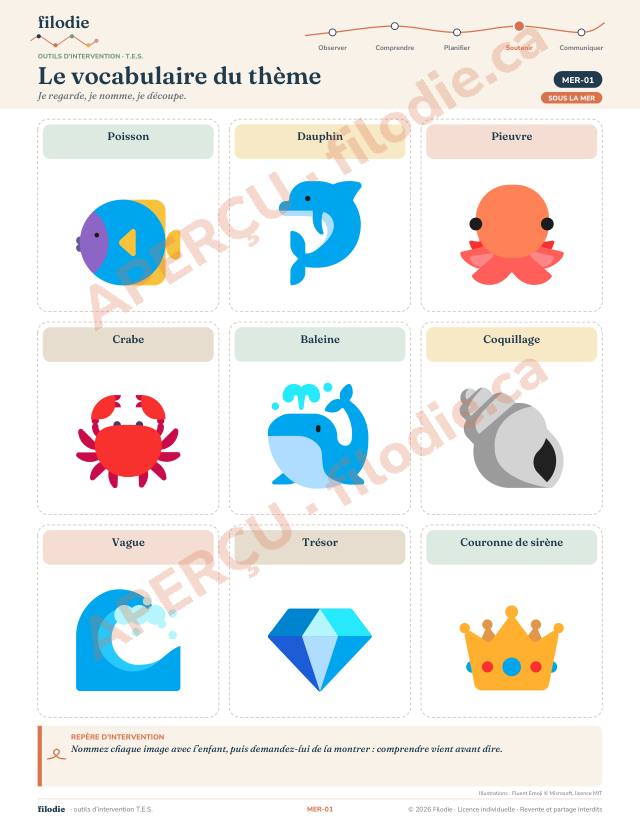 filodie
Observer
Comprendre
Planifier
Soutenir
Communiquer
OUTILS D'INTERVENTION · T.E.S.
Le vocabulaire du thème
MER-01
Je regarde, je nomme, je découpe.
SOUS LA MER
Poisson
Dauphin
Pieuvre
APERÇU · filodie.ca
Crabe
Baleine
Coquillage
Vague
Trésor
Couronne de sirène
APERÇU · filodie.ca
REPÈRE D'INTERVENTION
Nommez chaque image avec l'enfant, puis demandez-lui de la montrer : comprendre vient avant dire.
Illustrations : Fluent Emoji © Microsoft, licence MIT
filodie · outils d'intervention T.E.S.
MER-01
© 2026 Filodie · Licence individuelle · Revente et partage interdits